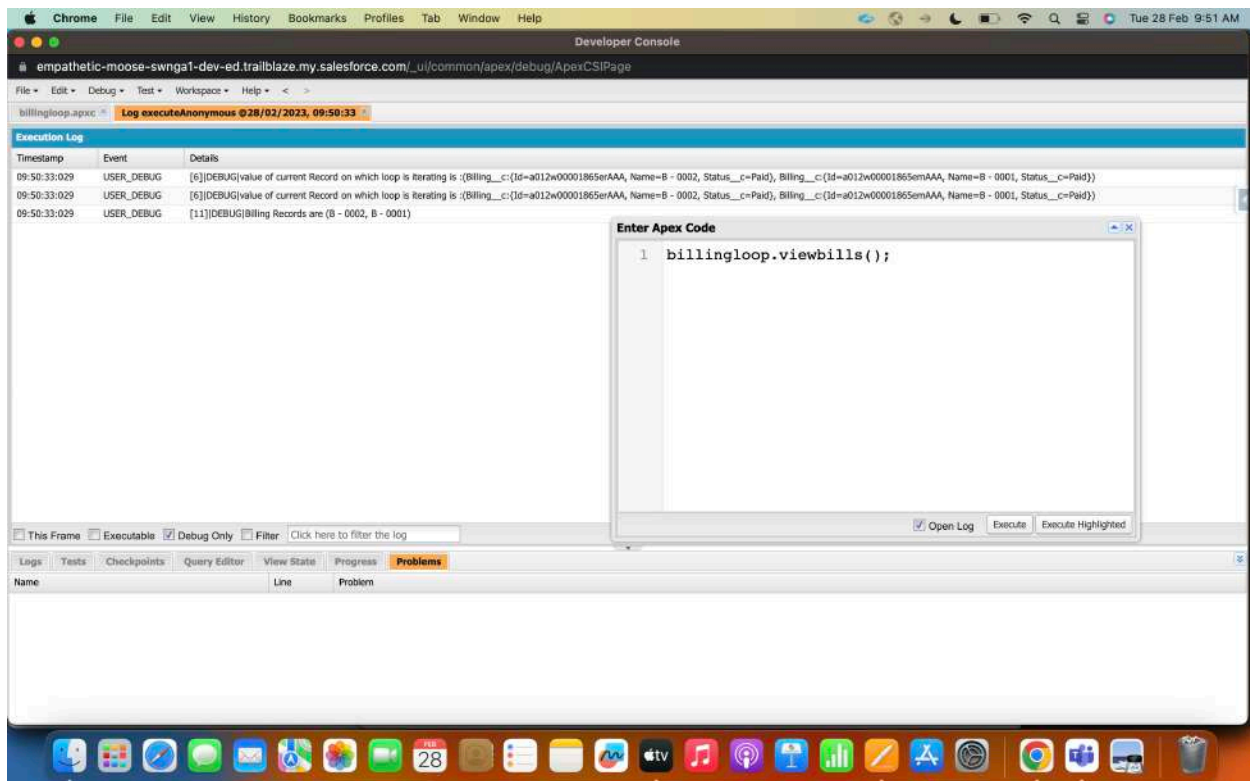 Chrome File Edit View History Bookmarks Profiles Tab Window Help Tue 28 Feb 9:51 AM
Developer Console
empathetic-moose-swnga1-dev-ed.trailblaze.my.salesforce.com/_ui/common/apex/debug/ApexCSIPage
File Edit Debug Test Workspace Help < >
billingloop.apxc Log executeAnonymous @28/02/2023, 09:50:33
Execution Log
Timestamp Event Details
09:50:33:029 USER_DEBUG [6]|DEBUG|value of current Record on which loop is iterating is :(Billing__c:{Id=a012w00001865erAAA, Name=B - 0002, Status__c=Paid}, Billing__c:{Id=a012w00001865emAAA, Name=B - 0001, Status__c=Paid})
09:50:33:029 USER_DEBUG [6]|DEBUG|value of current Record on which loop is iterating is :(Billing__c:{Id=a012w00001865erAAA, Name=B - 0002, Status__c=Paid}, Billing__c:{Id=a012w00001865emAAA, Name=B - 0001, Status__c=Paid})
09:50:33:029 USER_DEBUG [11]|DEBUG|Billing Records are (B - 0002, B - 0001)
Enter Apex Code
1 billingloop.viewbills();
Open Log Execute Execute Highlighted
This Frame Executable Debug Only Filter Click here to filter the log
Logs Tests Checkpoints Query Editor View State Progress Problems
Name Line Problem
FEB
28
tv